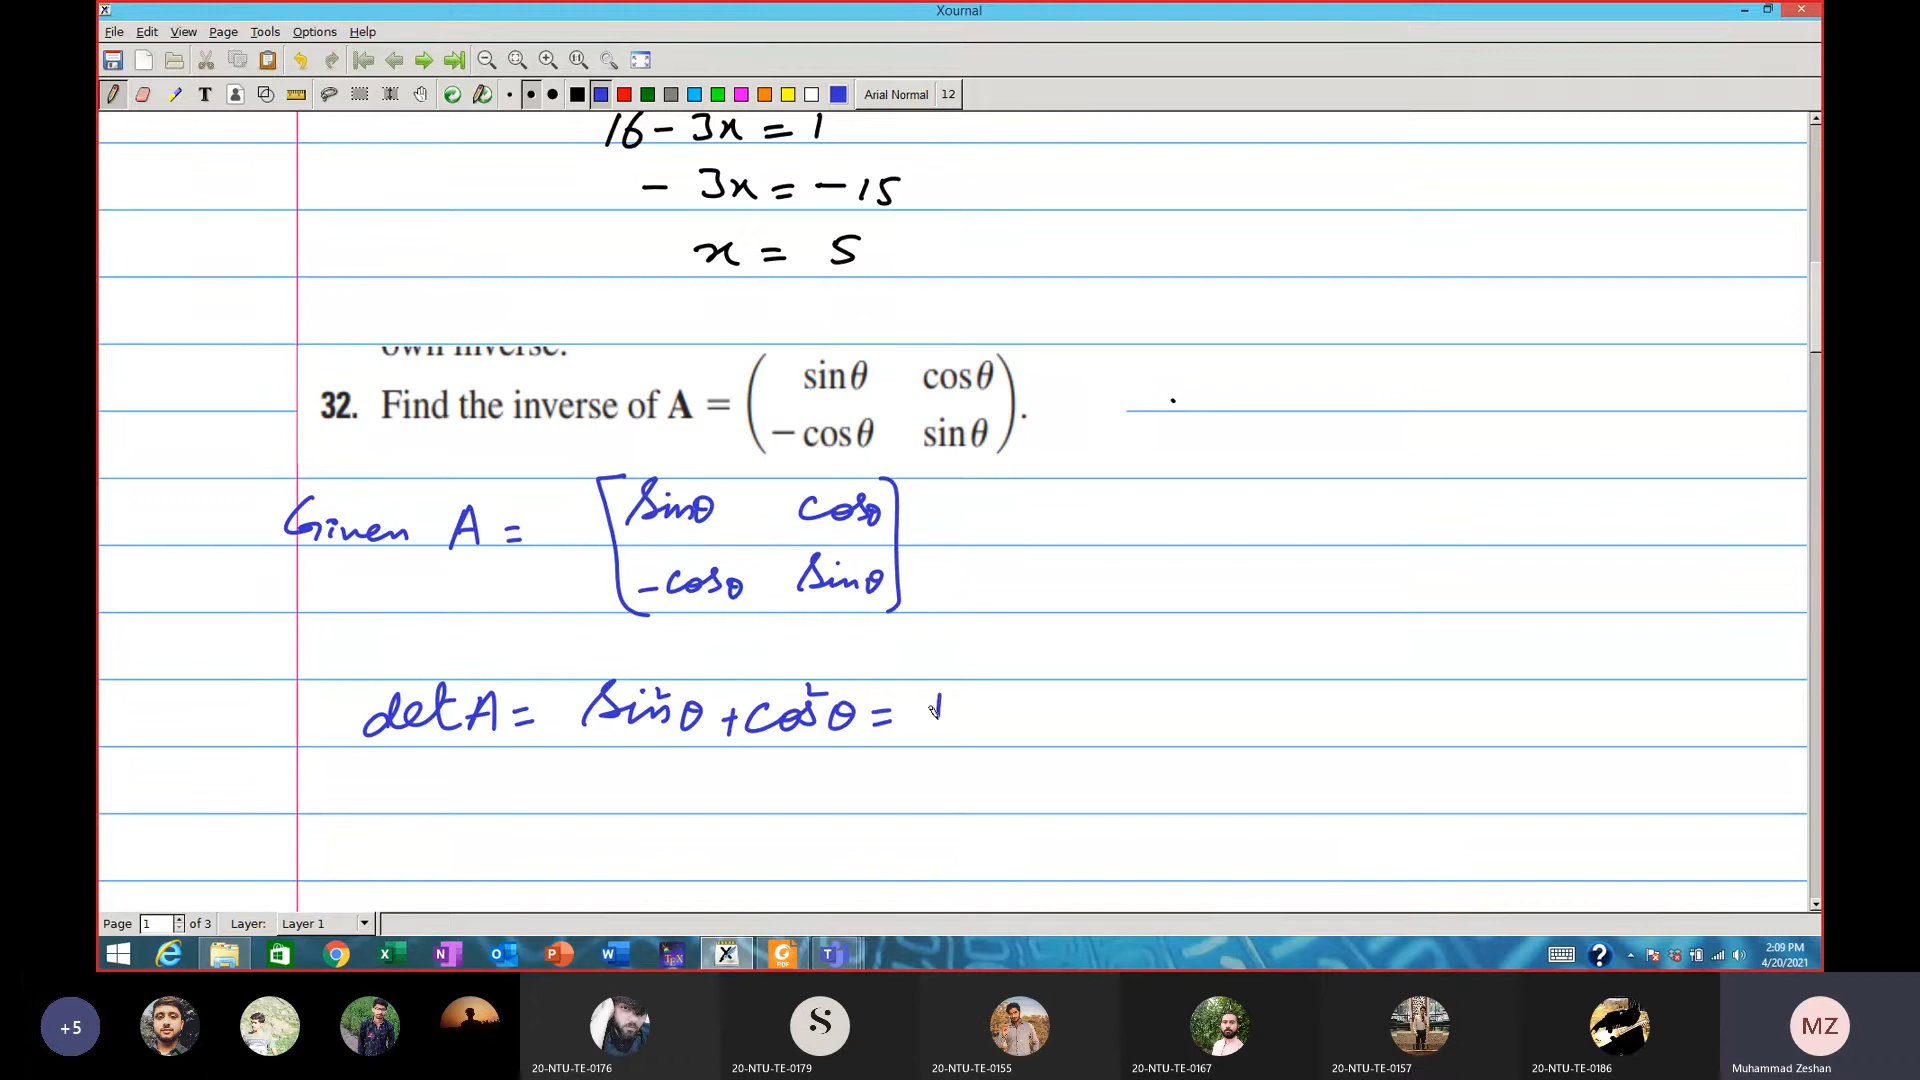 Xournal
File Edit View Page Tools Options Help
Arial Normal 12
16 - 3x = 1
- 3x = -15
x = 5
own inverse.
32. Find the inverse of A = ( sinθ cosθ
- cosθ sinθ ).
Given A = [ sinθ cosθ
-cosθ sinθ ]
det A = sin²θ + cos²θ = 1
Page 1 of 3 Layer: Layer 1
2:09 PM
4/20/2021
+5
S
MZ
20-NTU-TE-0176 20-NTU-TE-0179 20-NTU-TE-0155 20-NTU-TE-0167 20-NTU-TE-0157 20-NTU-TE-0186 Muhammad Zeshan